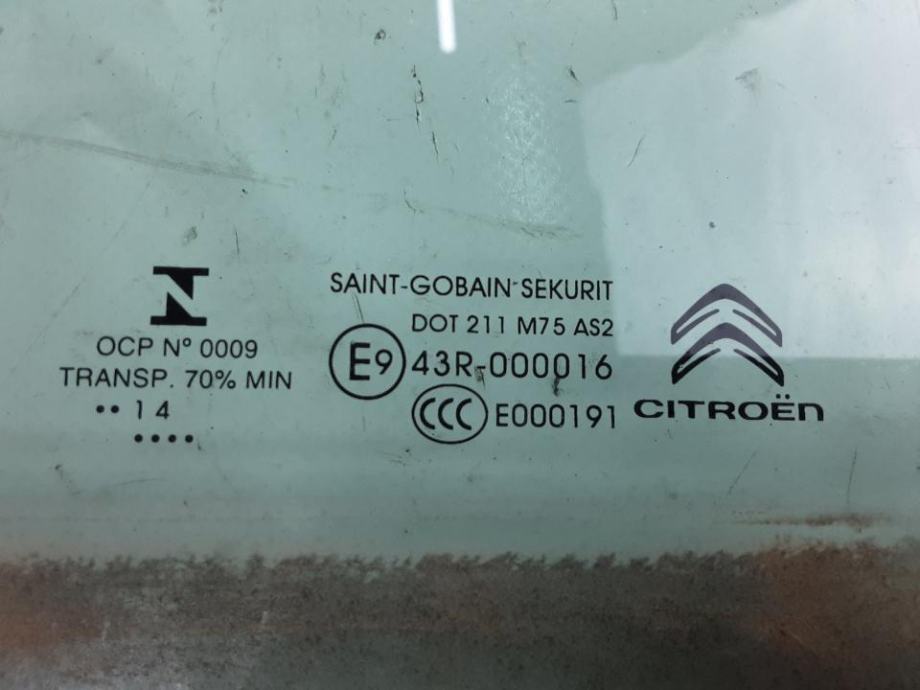 OCP Nº 0009
TRANSP. 70% MIN
••14
••••
SAINT-GOBAIN SEKURIT
DOT 211 M75 AS2
E9 43R-000016
CCC E000191
CITROËN